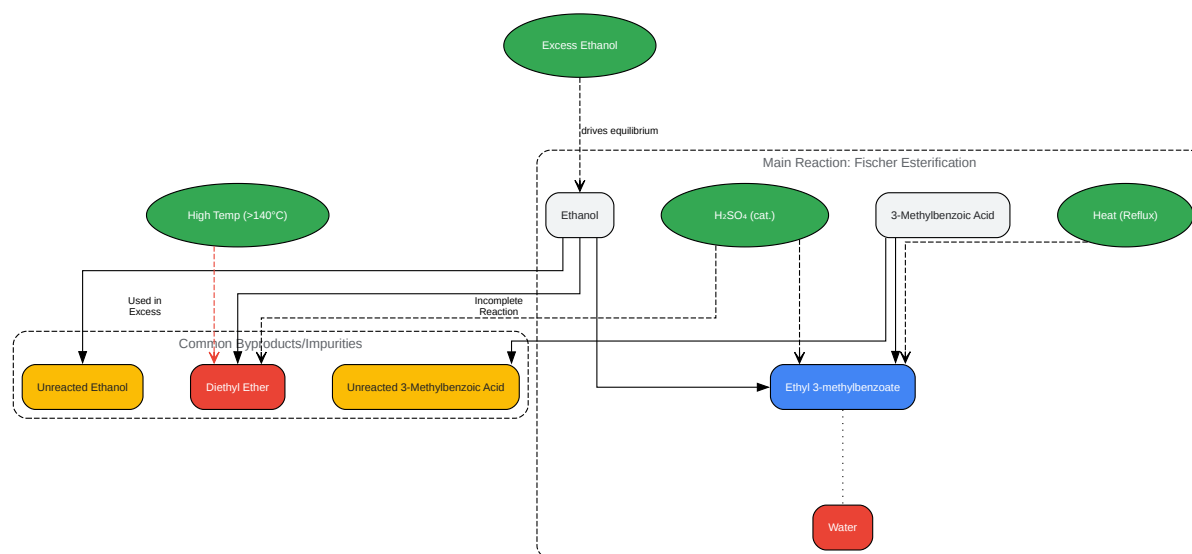 Excess Ethanol
drives equilibrium
Main Reaction: Fischer Esterification
High Temp (>140°C)
Ethanol
H₂SO₄ (cat.)
3-Methylbenzoic Acid
Heat (Reflux)
Used in
Excess
Incomplete
Reaction
Common Byproducts/Impurities
Unreacted Ethanol
Diethyl Ether
Unreacted 3-Methylbenzoic Acid
Ethyl 3-methylbenzoate
Water